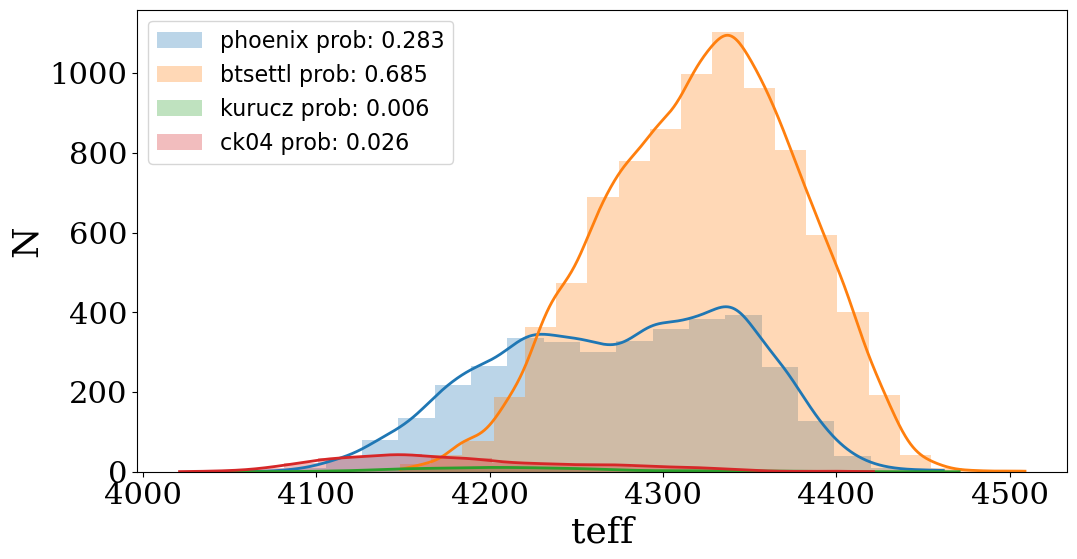 phoenix prob: 0.283
btsettl prob: 0.685
kurucz prob: 0.006
ck04 prob: 0.026
N
1000
800
600
400
200
0
4000 4100 4200 4300 4400 4500
teff